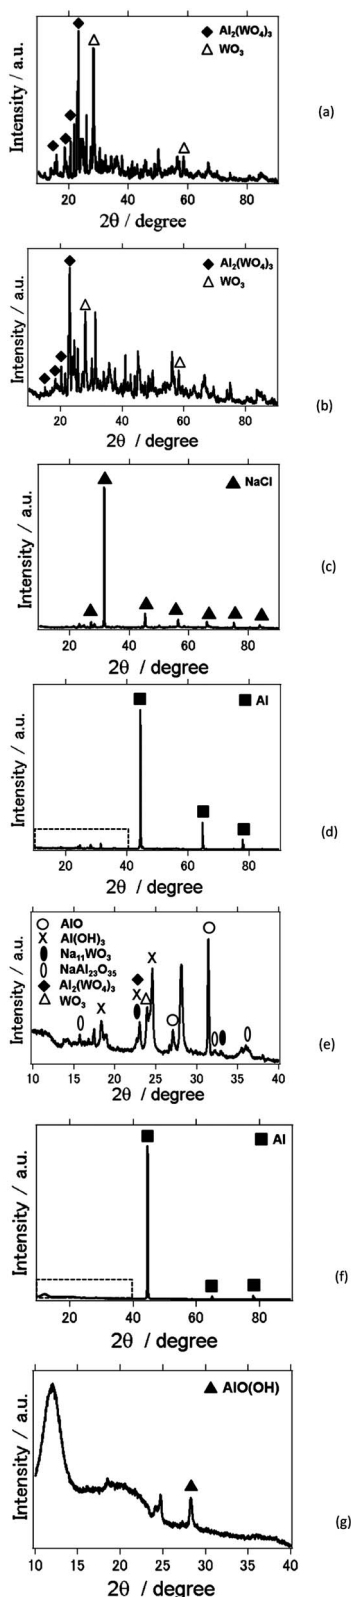 Intensity / a.u.
◆ Al₂(WO₄)₃
△ WO₃
(a)
20 40 60 80
2θ / degree
Intensity / a.u.
◆ Al₂(WO₄)₃
△ WO₃
(b)
20 40 60 80
2θ / degree
Intensity / a.u.
▲ NaCl
(c)
20 40 60 80
2θ / degree
Intensity / a.u.
■ Al
(d)
20 40 60 80
2θ / degree
Intensity / a.u.
○ AlO
X Al(OH)₃
⬮ Na₁₁WO₃
⬯ NaAl₂₃O₃₅
◆ Al₂(WO₄)₃
△ WO₃
(e)
10 15 20 25 30 35 40
2θ / degree
Intensity / a.u.
■ Al
(f)
20 40 60 80
2θ / degree
Intensity / a.u.
▲ AlO(OH)
(g)
10 15 20 25 30 35 40
2θ / degree